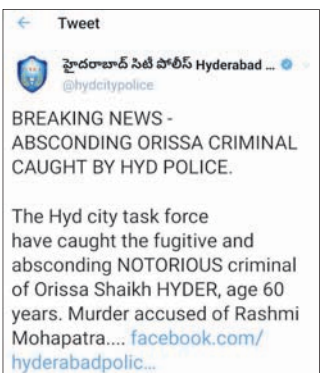 Tweet
హైదరాబాద్ సిటీ పోలీస్ Hyderabad ...
@hydcitypolice
BREAKING NEWS -
ABSCONDING ORISSA CRIMINAL
CAUGHT BY HYD POLICE.
The Hyd city task force
have caught the fugitive and
absconding NOTORIOUS criminal
of Orissa Shaikh HYDER, age 60
years. Murder accused of Rashmi
Mohapatra.... facebook.com/
hyderabadpolic...